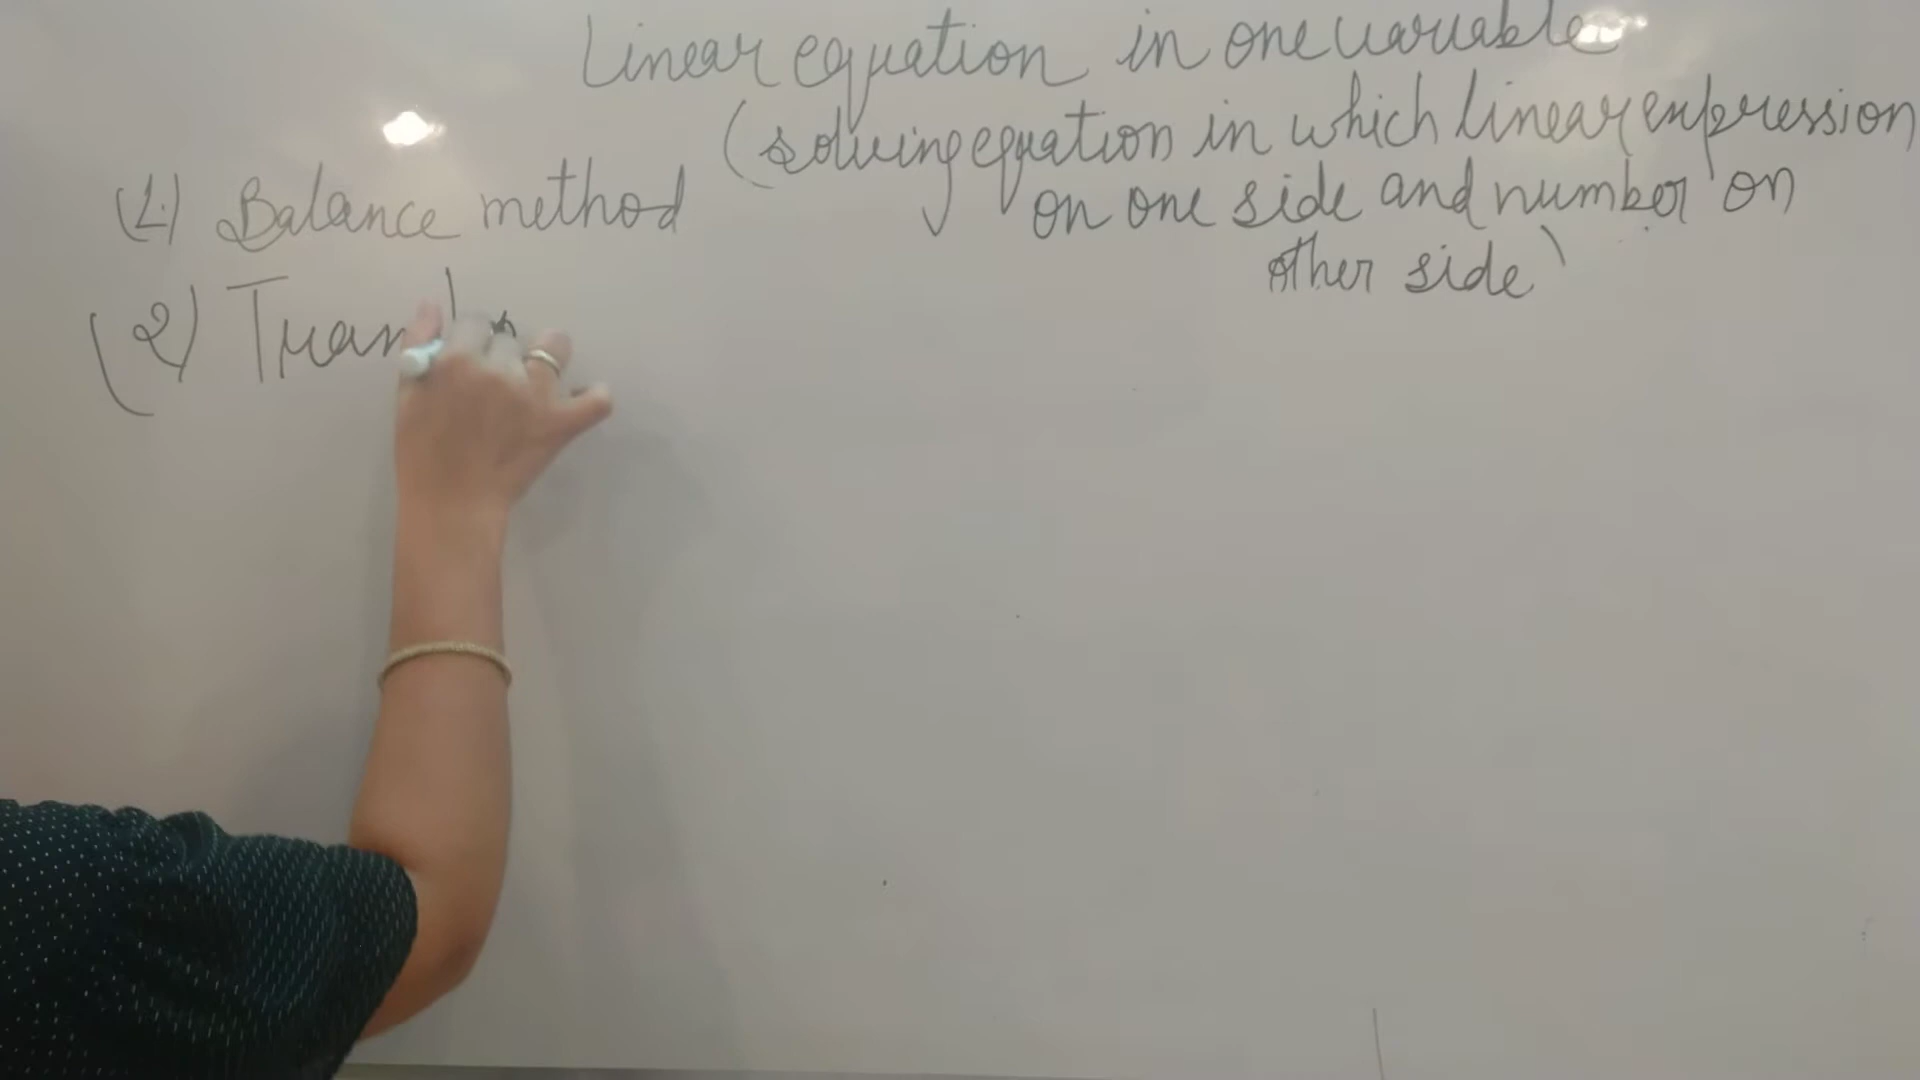 Linear equation in one variable
(solving equation in which linear expression
on one side and number on
other side)
(1.) Balance method
(2)